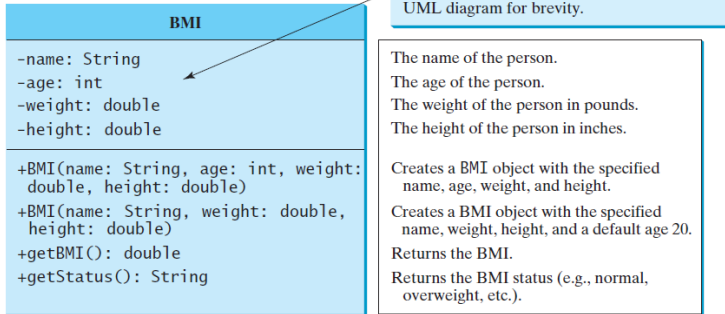 UML diagram for brevity.
BMI
-name: String
-age: int
-weight: double
-height: double
The name of the person.
The age of the person.
The weight of the person in pounds.
The height of the person in inches.
+BMI(name: String, age: int, weight:
double, height: double)
+BMI(name: String, weight: double,
height: double)
+getBMI(): double
+getStatus(): String
Creates a BMI object with the specified
name, age, weight, and height.
Creates a BMI object with the specified
name, weight, height, and a default age 20.
Returns the BMI.
Returns the BMI status (e.g., normal,
overweight, etc.).